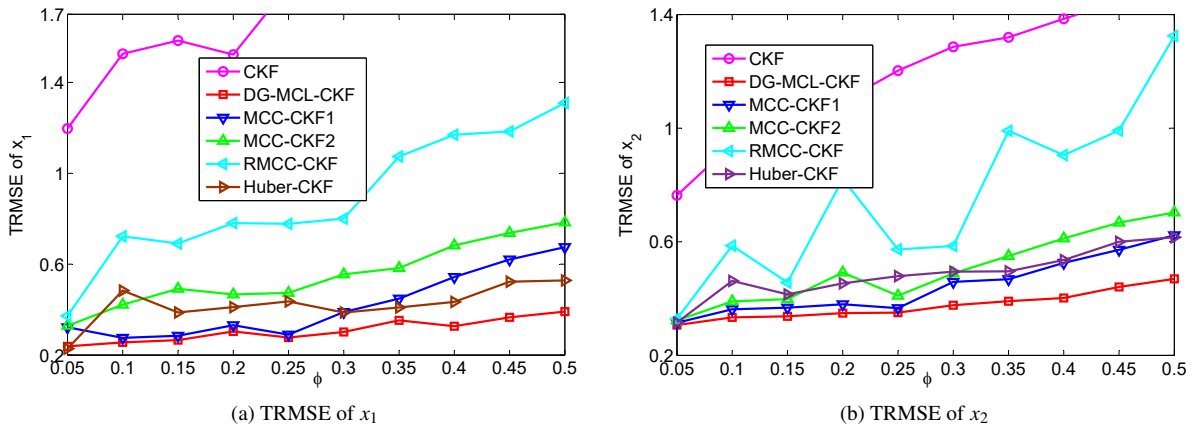 1.7
1.4
1
0.6
0.2
TRMSE of x1
CKF
DG-MCL-CKF
MCC-CKF1
MCC-CKF2
RMCC-CKF
Huber-CKF
0.05 0.1 0.15 0.2 0.25 0.3 0.35 0.4 0.45 0.5
ϕ
(a) TRMSE of x1
1.4
1
0.6
0.2
TRMSE of x2
CKF
DG-MCL-CKF
MCC-CKF1
MCC-CKF2
RMCC-CKF
Huber-CKF
0.05 0.1 0.15 0.2 0.25 0.3 0.35 0.4 0.45 0.5
ϕ
(b) TRMSE of x2